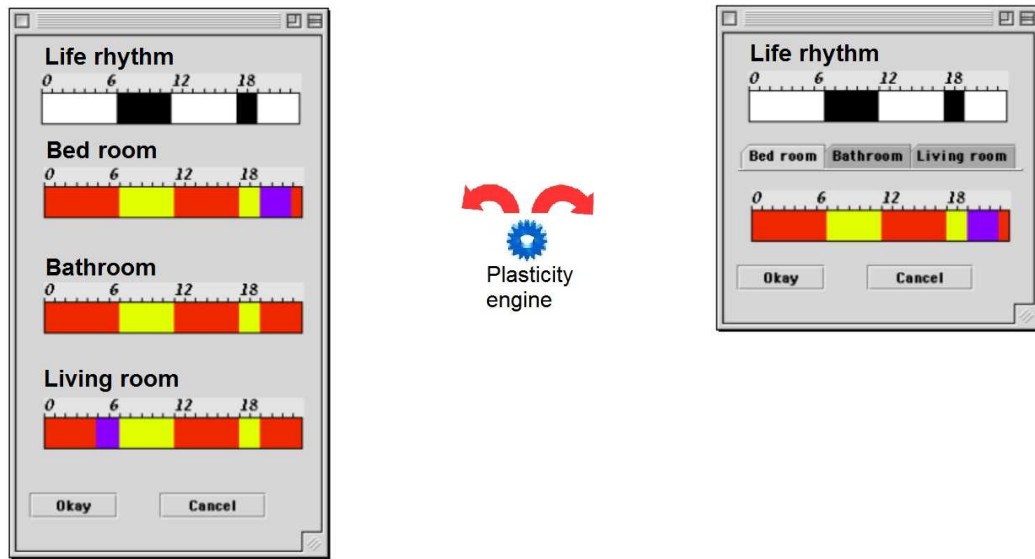 Life rhythm
0 6 12 18
Bed room
0 6 12 18
Bathroom
0 6 12 18
Living room
0 6 12 18
Okay Cancel
Plasticity
engine
Life rhythm
0 6 12 18
Bed room Bathroom Living room
0 6 12 18
Okay Cancel